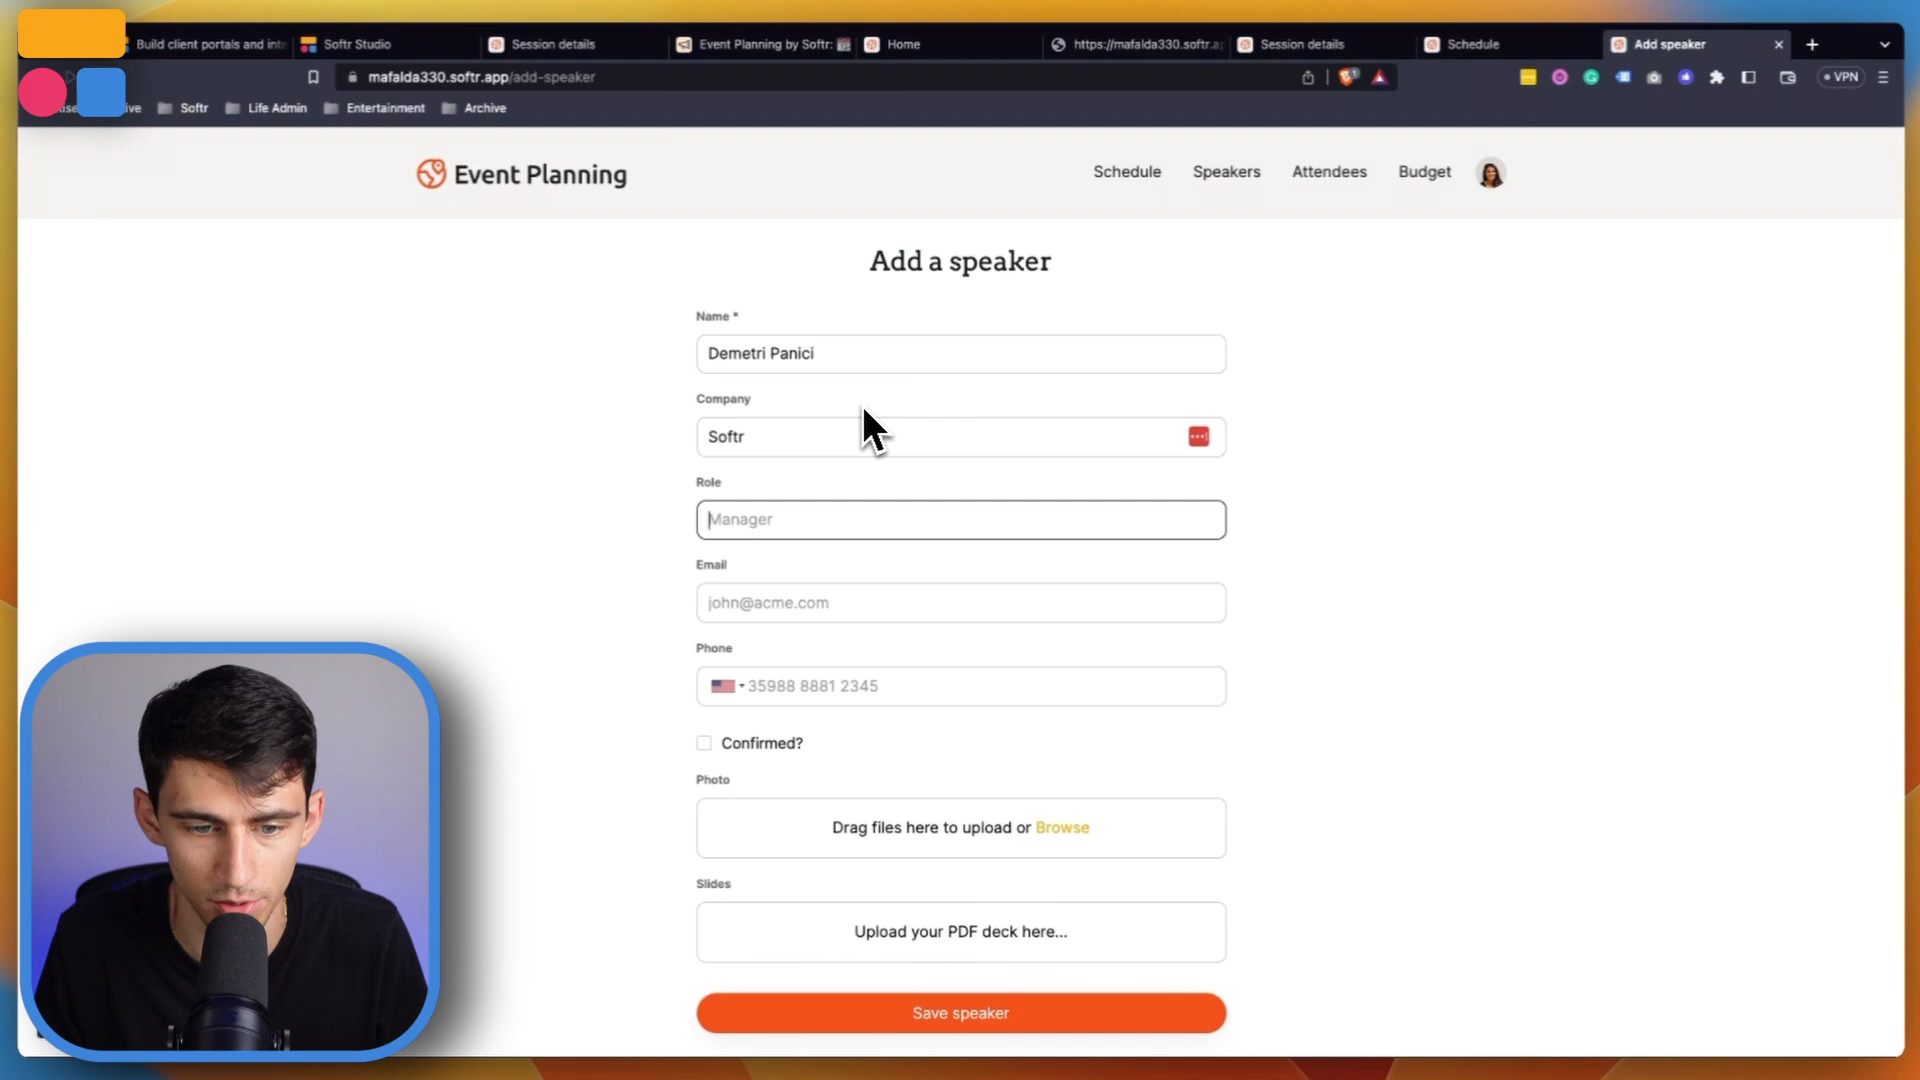 Build client portals and inte
Softr Studio
Session details
Event Planning by Softr:
Home
https://mafalda330.softr.a
Session details
Schedule
Add speaker
mafalda330.softr.app/add-speaker
VPN
Softr
Life Admin
Entertainment
Archive
Event Planning
Schedule
Speakers
Attendees
Budget
Add a speaker
Name *
Demetri Panici
Company
Softr
Role
Manager
Email
john@acme.com
Phone
35988 8881 2345
Confirmed?
Photo
Drag files here to upload or Browse
Slides
Upload your PDF deck here...
Save speaker